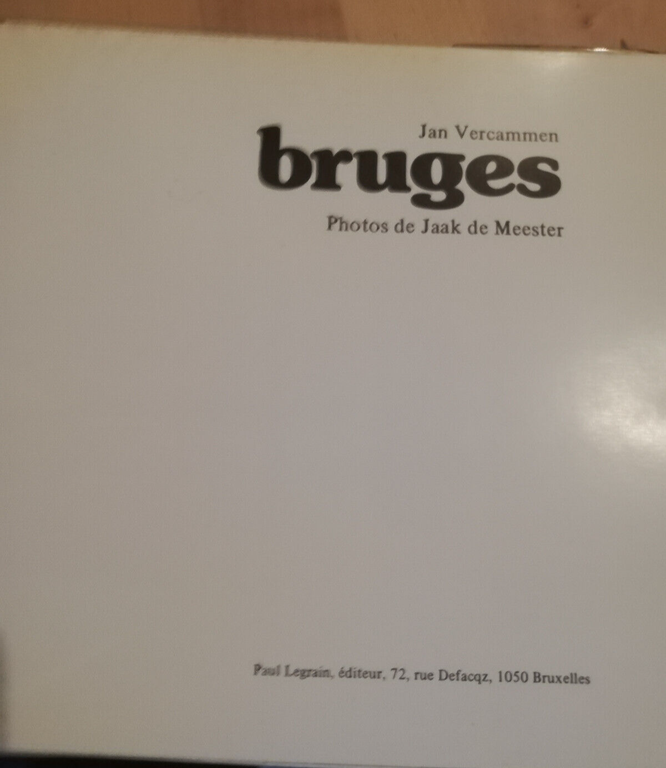 Jan Vercammen
bruges
Photos de Jaak de Meester
Paul Legrain, éditeur, 72, rue Defacqz, 1050 Bruxelles